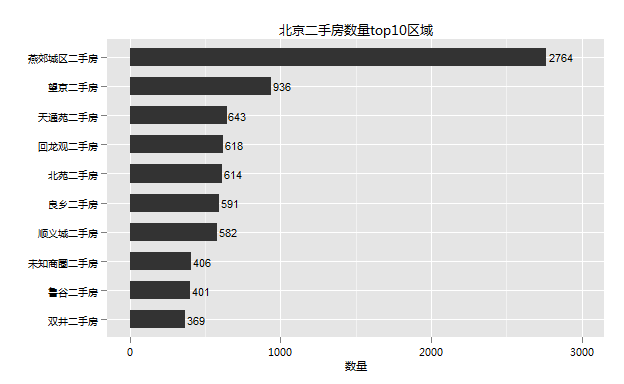 北京二手房数量top10区域
燕郊城区二手房 2764
望京二手房 936
天通苑二手房 643
回龙观二手房 618
北苑二手房 614
良乡二手房 591
顺义城二手房 582
未知商圈二手房 406
鲁谷二手房 401
双井二手房 369
0 1000 2000 3000
数量